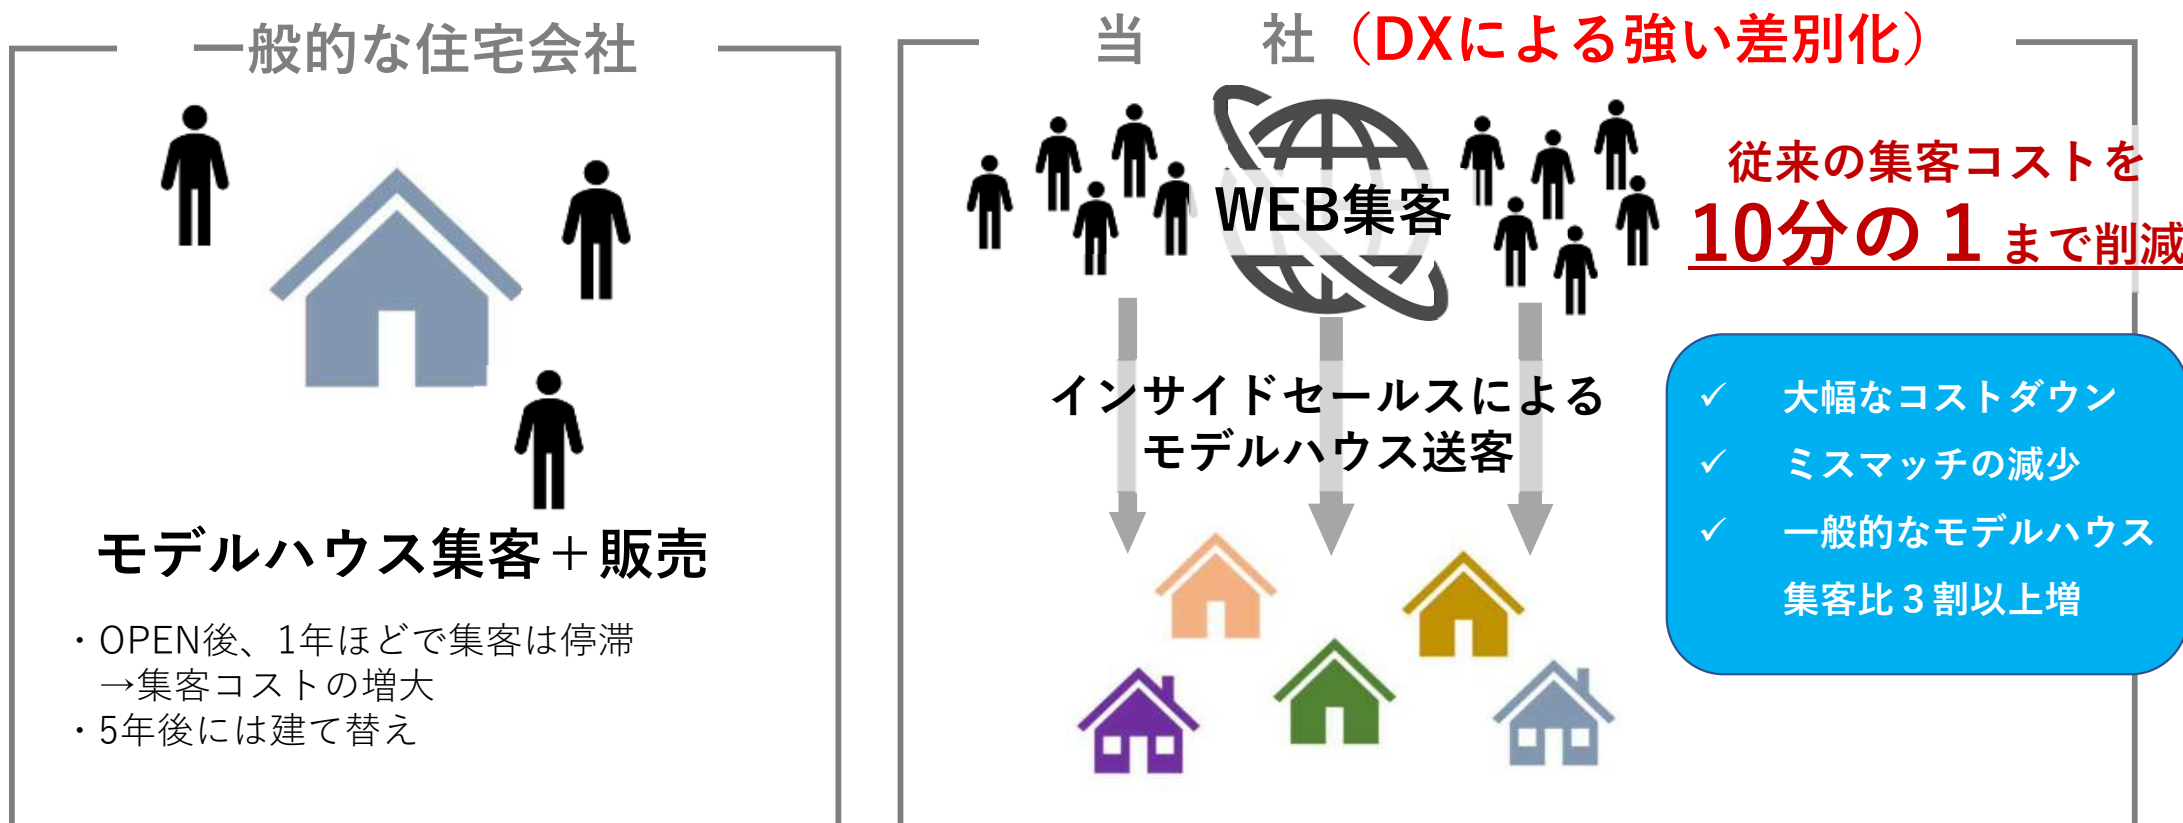 一般的な住宅会社
モデルハウス集客＋販売
・OPEN後、1年ほどで集客は停滞
→集客コストの増大
・5年後には建て替え
当　社（DXによる強い差別化）
WEB集客
従来の集客コストを
10分の１まで削減
インサイドセールスによる
モデルハウス送客
✓ 大幅なコストダウン
✓ ミスマッチの減少
✓ 一般的なモデルハウス
集客比３割以上増